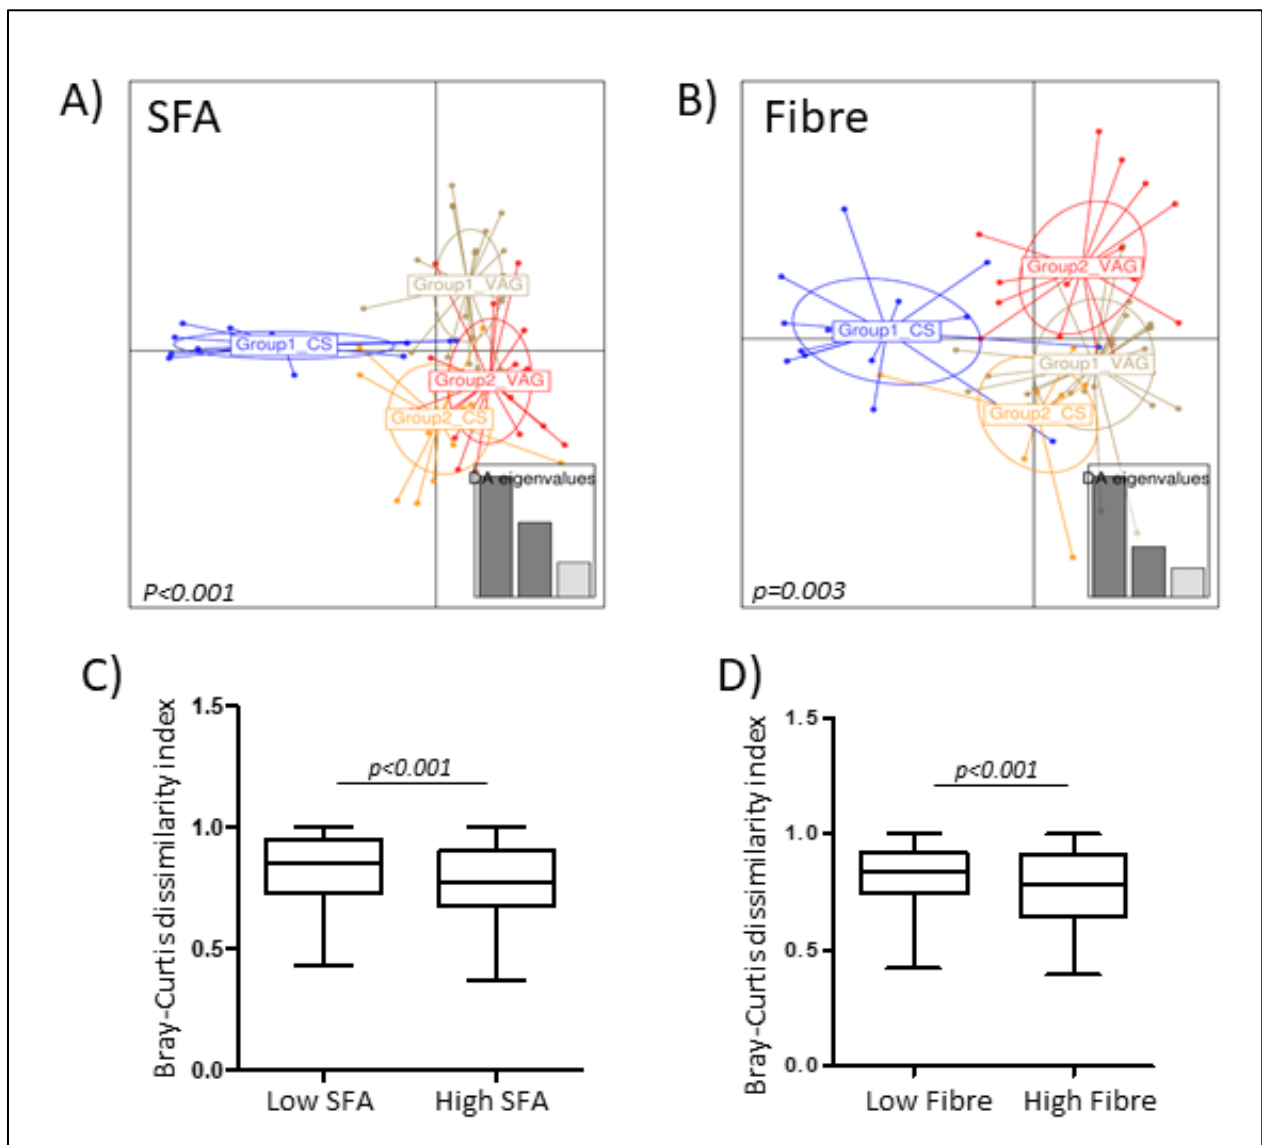 A)
SFA
Group1_VAG
Group1_CS
Group2_VAG
Group2_CS
DA eigenvalues
P<0.001
B)
Fibre
Group2_VAG
Group1_CS
Group1_VAG
Group2_CS
DA eigenvalues
p=0.003
C)
Bray-Curtis dissimilarity index
1.5
1.0
0.5
0.0
p<0.001
Low SFA
High SFA
D)
Bray-Curtis dissimilarity index
1.5
1.0
0.5
0.0
p<0.001
Low Fibre
High Fibre